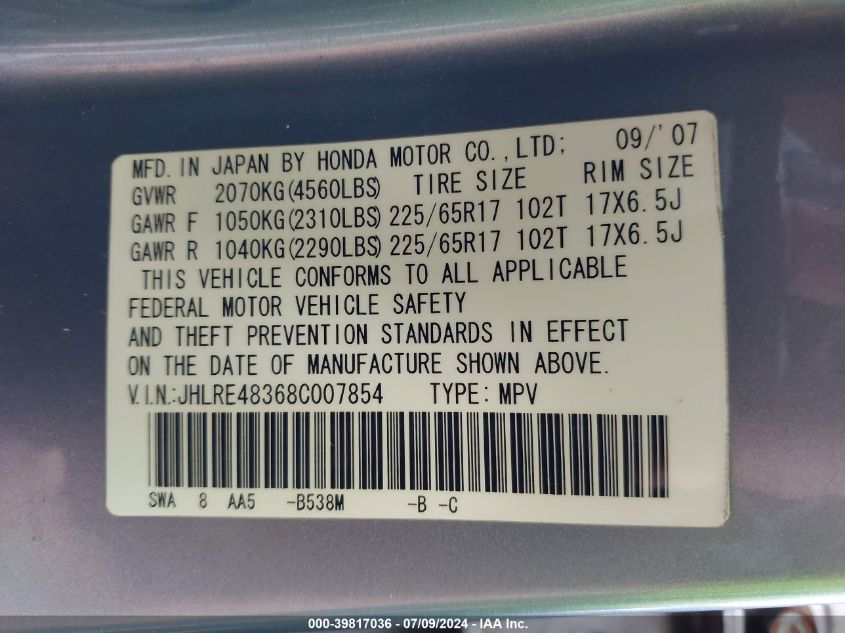 MFD. IN JAPAN BY HONDA MOTOR CO.,LTD; 09/'07
GVWR 2070KG(4560LBS) TIRE SIZE RIM SIZE
GAWR F 1050KG(2310LBS) 225/65R17 102T 17X6.5J
GAWR R 1040KG(2290LBS) 225/65R17 102T 17X6.5J
THIS VEHICLE CONFORMS TO ALL APPLICABLE
FEDERAL MOTOR VEHICLE SAFETY
AND THEFT PREVENTION STANDARDS IN EFFECT
ON THE DATE OF MANUFACTURE SHOWN ABOVE.
V.I.N.:JHLRE48368C007854 TYPE: MPV
SWA 8 AA5 -B538M -B -C
000-39817036 - 07/09/2024 - IAA Inc.